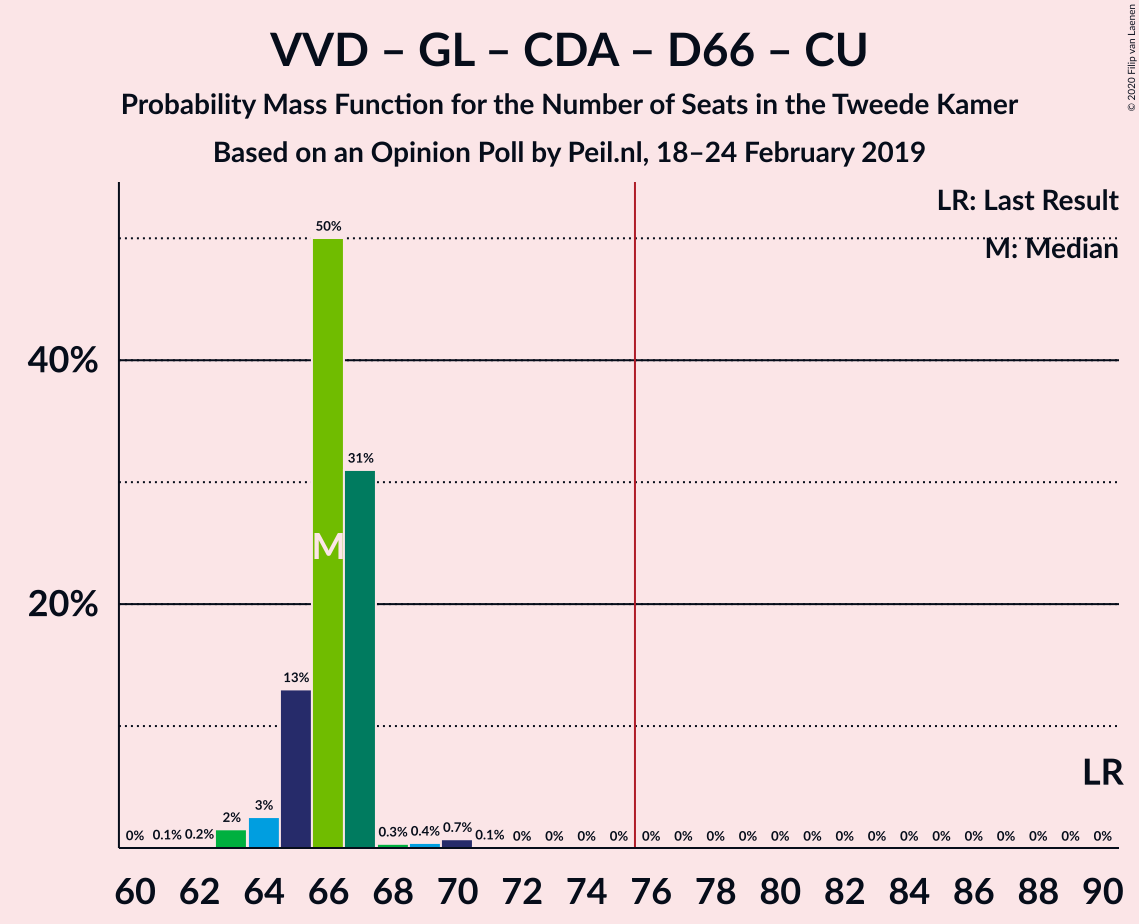 VVD – GL – CDA – D66 – CU
Probability Mass Function for the Number of Seats in the Tweede Kamer
Based on an Opinion Poll by Peil.nl, 18–24 February 2019
© 2020 Filip van Laenen
LR: Last Result
M: Median
50%
40%
31%
M
20%
13%
LR
0% 0.1% 0.2% 2% 3% 0.3% 0.4% 0.7% 0.1% 0% 0% 0% 0% 0% 0% 0% 0% 0% 0% 0% 0% 0% 0% 0% 0% 0% 0% 0%
60 62 64 66 68 70 72 74 76 78 80 82 84 86 88 90